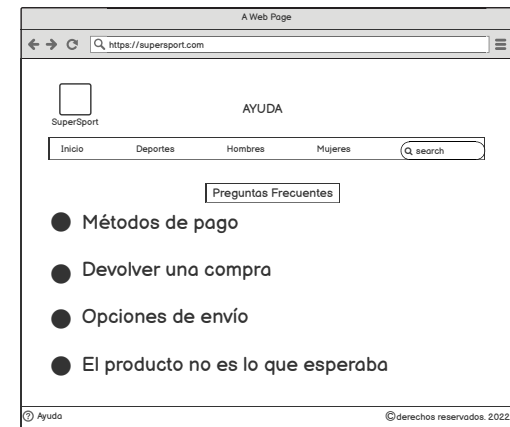 A Web Page
https://supersport.com
SuperSport
AYUDA
Inicio Deportes Hombres Mujeres search
Preguntas Frecuentes
Métodos de pago
Devolver una compra
Opciones de envío
El producto no es lo que esperaba
? Ayuda ©derechos reservados. 2022